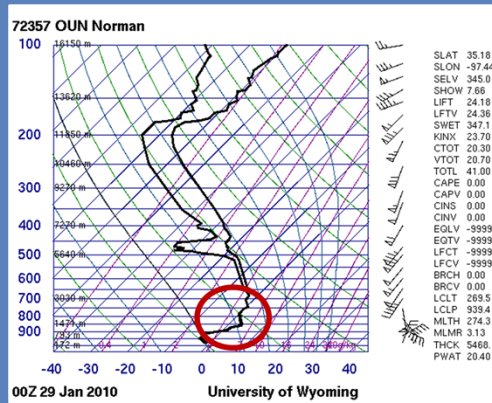 72357 OUN Norman
100
16150 m
13620 m
200
11850 m
10460 m
300
9270 m
400
7270 m
500
5640 m
600
700
3030 m
800
1471 m
900
172 m
0.4
1
2
-40
-30
-20
-10
0
10
20
30
40
00Z 29 Jan 2010
University of Wyoming
SLAT 35.18
SLON -97.44
SELV 345.0
SHOW 7.66
LIFT 24.18
LFTV 24.36
SWET 347.1
KINX 23.70
CTOT 20.30
VTOT 20.70
TOTL 41.00
CAPE 0.00
CAPV 0.00
CINS 0.00
CINV 0.00
EQLV -9999
EQTV -9999
LFCT -9999
LFCV -9999
BRCH 0.00
BRCV 0.00
LCLT 269.5
LCLP 939.4
MLTH 274.3
MLMR 3.13
THCK 5468.
PWAT 20.40